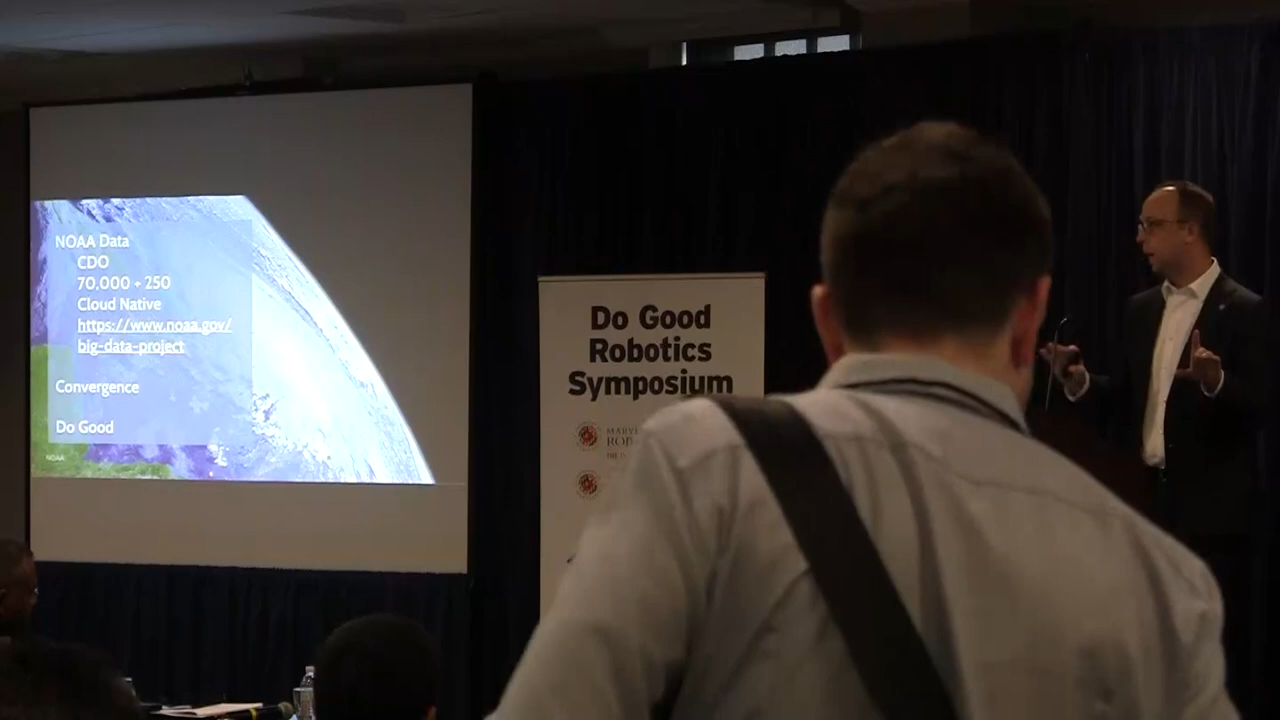 NOAA Data
CDO
70,000 + 250
Cloud Native
https://www.noaa.gov/
big-data-project
Convergence
Do Good
NOAA
Do Good
Robotics
Symposium